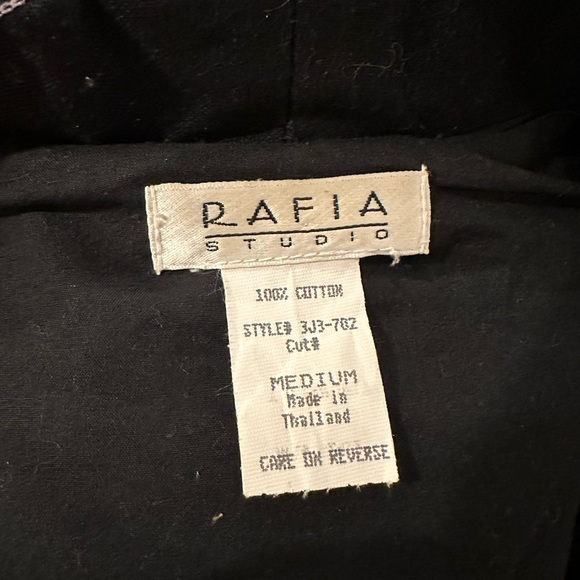 RAFIA
STUDIO
100% COTTON
STYLE# 3J3-702
Cut#
MEDIUM
Made in
Thailand
CARE ON REVERSE